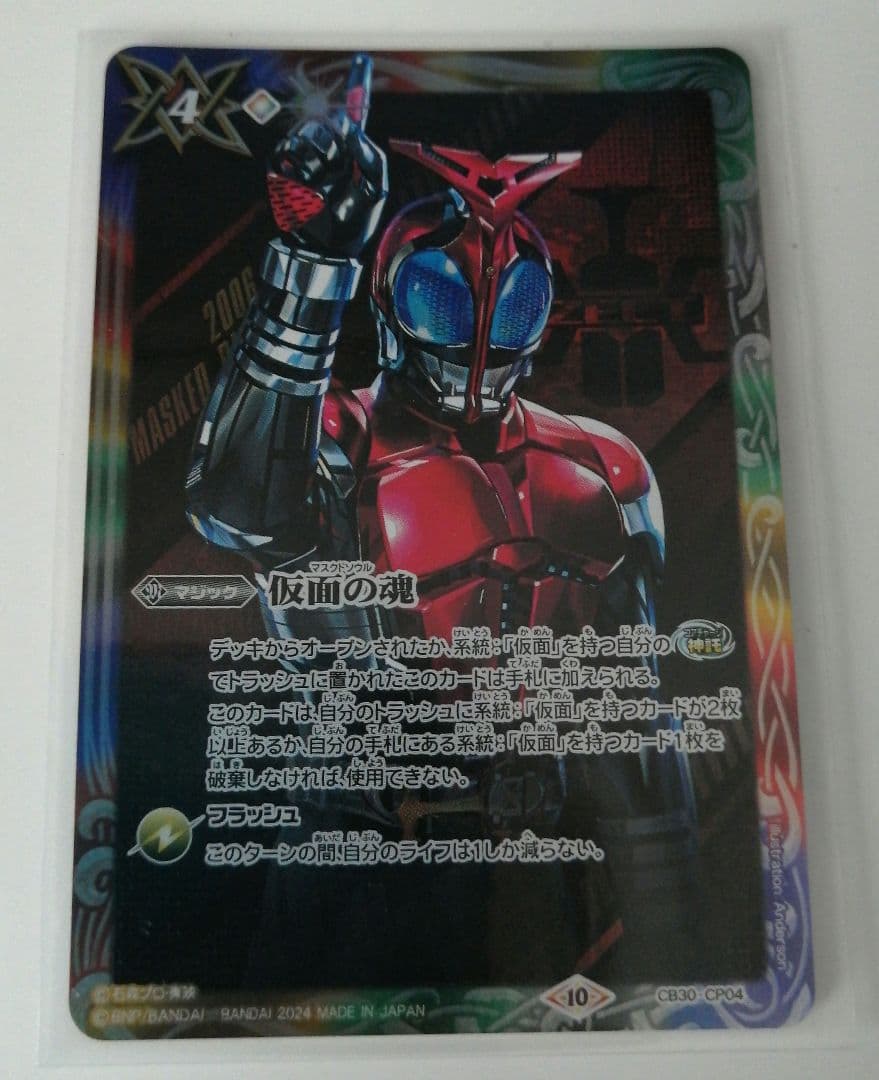 4
2006
MASKED
マジック
仮面の魂
マスクドソウル
デッキからオープンされたか、系統：「仮面」を持つ自分の神託
でトラッシュに置かれたこのカードは手札に加えられる。
このカードは、自分のトラッシュに系統：「仮面」を持つカードが2枚
以上あるか、自分の手札にある系統：「仮面」を持つカード1枚を
破棄しなければ、使用できない。
フラッシュ
このターンの間、自分のライフは1しか減らない。
Illustration Anderson
©石森プロ・東映
©BNP/BANDAI BANDAI 2024 MADE IN JAPAN
10
CB30-CP04